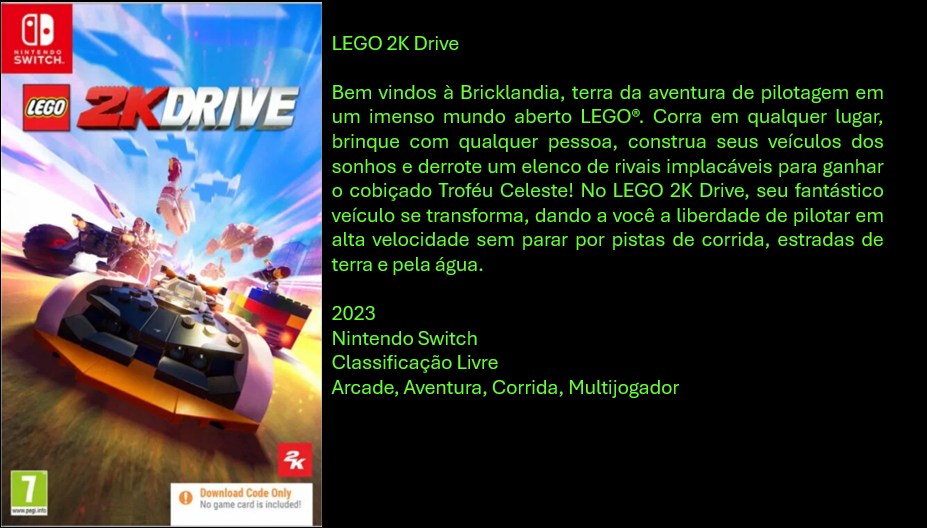 NINTENDO
SWITCH.
LEGO
2KDRIVE
2K
7
www.pegi.info
Download Code Only
No game card is included!
LEGO 2K Drive
Bem vindos à Bricklandia, terra da aventura de pilotagem em
um imenso mundo aberto LEGO®. Corra em qualquer lugar,
brinque com qualquer pessoa, construa seus veículos dos
sonhos e derrote um elenco de rivais implacáveis para ganhar
o cobiçado Troféu Celeste! No LEGO 2K Drive, seu fantástico
veículo se transforma, dando a você a liberdade de pilotar em
alta velocidade sem parar por pistas de corrida, estradas de
terra e pela água.
2023
Nintendo Switch
Classificação Livre
Arcade, Aventura, Corrida, Multijogador